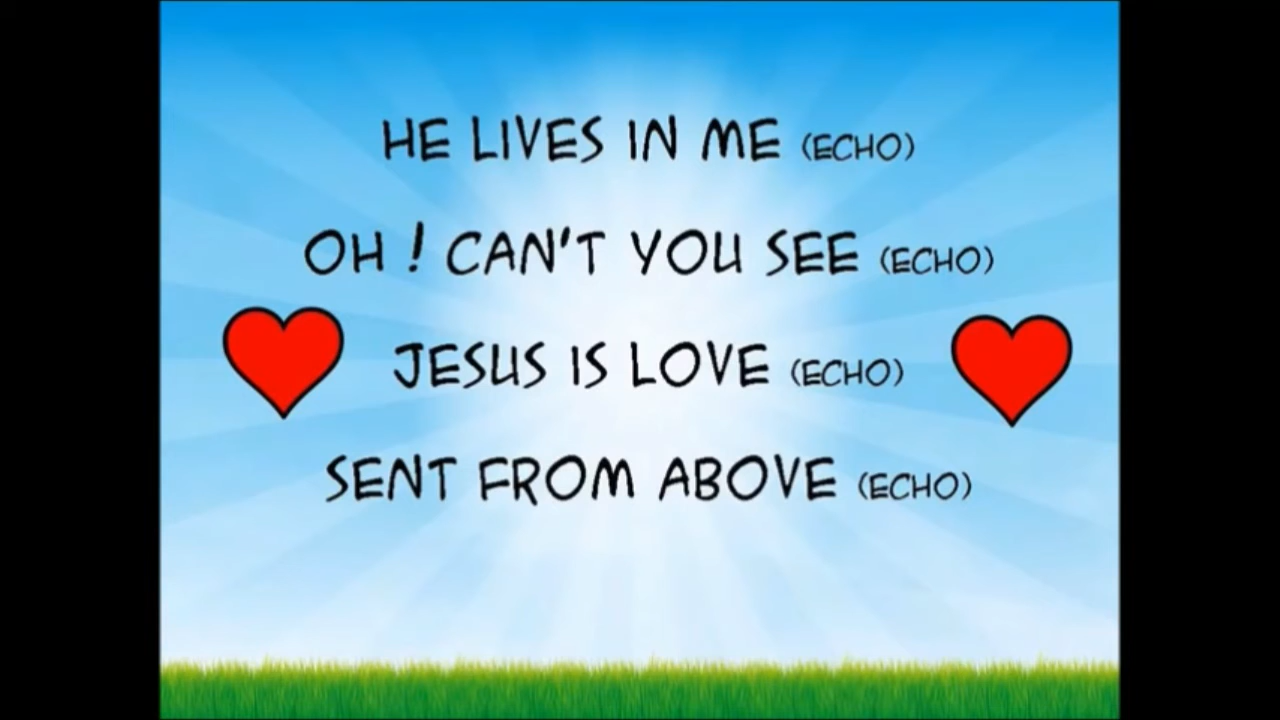 HE LIVES IN ME (ECHO)
OH ! CAN'T YOU SEE (ECHO)
JESUS IS LOVE (ECHO)
SENT FROM ABOVE (ECHO)